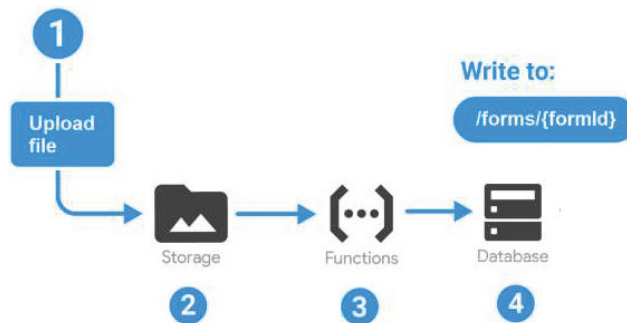 1
Write to:
Upload
file
/forms/{formId}
Storage
Functions
Database
2
3
4